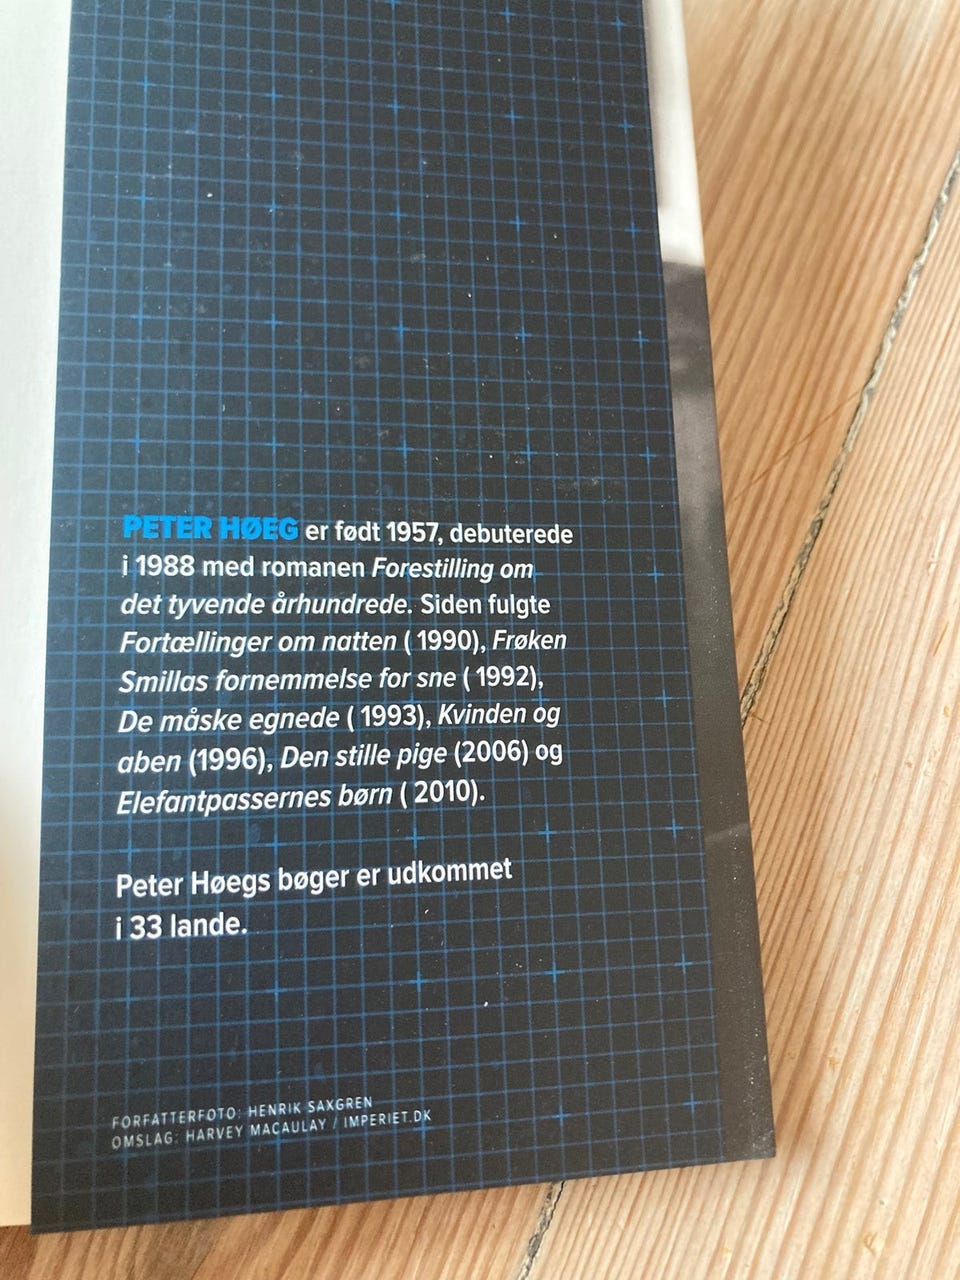 PETER HØEG er født 1957, debuterede
i 1988 med romanen Forestilling om
det tyvende århundrede. Siden fulgte
Fortællinger om natten ( 1990), Frøken
Smillas fornemmelse for sne ( 1992),
De måske egnede ( 1993), Kvinden og
aben (1996), Den stille pige (2006) og
Elefantpassernes børn ( 2010).
Peter Høegs bøger er udkommet
i 33 lande.
FORFATTERFOTO: HENRIK SAXGREN
OMSLAG: HARVEY MACAULAY / IMPERIET.DK